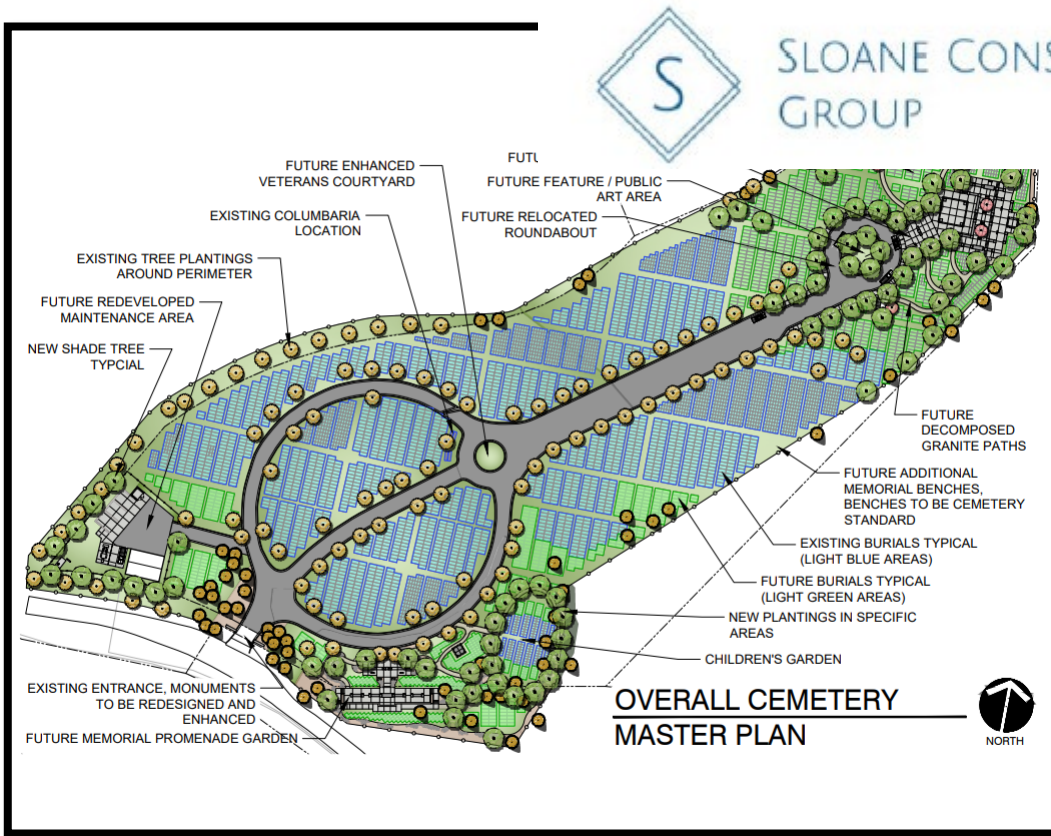 S
SLOANE CONS
GROUP
FUTURE ENHANCED
VETERANS COURTYARD
FUTU
FUTURE FEATURE / PUBLIC
ART AREA
EXISTING COLUMBARIA
LOCATION
FUTURE RELOCATED
ROUNDABOUT
EXISTING TREE PLANTINGS
AROUND PERIMETER
FUTURE REDEVELOPED
MAINTENANCE AREA
NEW SHADE TREE
TYPCIAL
FUTURE
DECOMPOSED
GRANITE PATHS
FUTURE ADDITIONAL
MEMORIAL BENCHES,
BENCHES TO BE CEMETERY
STANDARD
EXISTING BURIALS TYPICAL
(LIGHT BLUE AREAS)
FUTURE BURIALS TYPICAL
(LIGHT GREEN AREAS)
NEW PLANTINGS IN SPECIFIC
AREAS
CHILDREN'S GARDEN
EXISTING ENTRANCE, MONUMENTS
TO BE REDESIGNED AND
ENHANCED
FUTURE MEMORIAL PROMENADE GARDEN
OVERALL CEMETERY
MASTER PLAN
NORTH